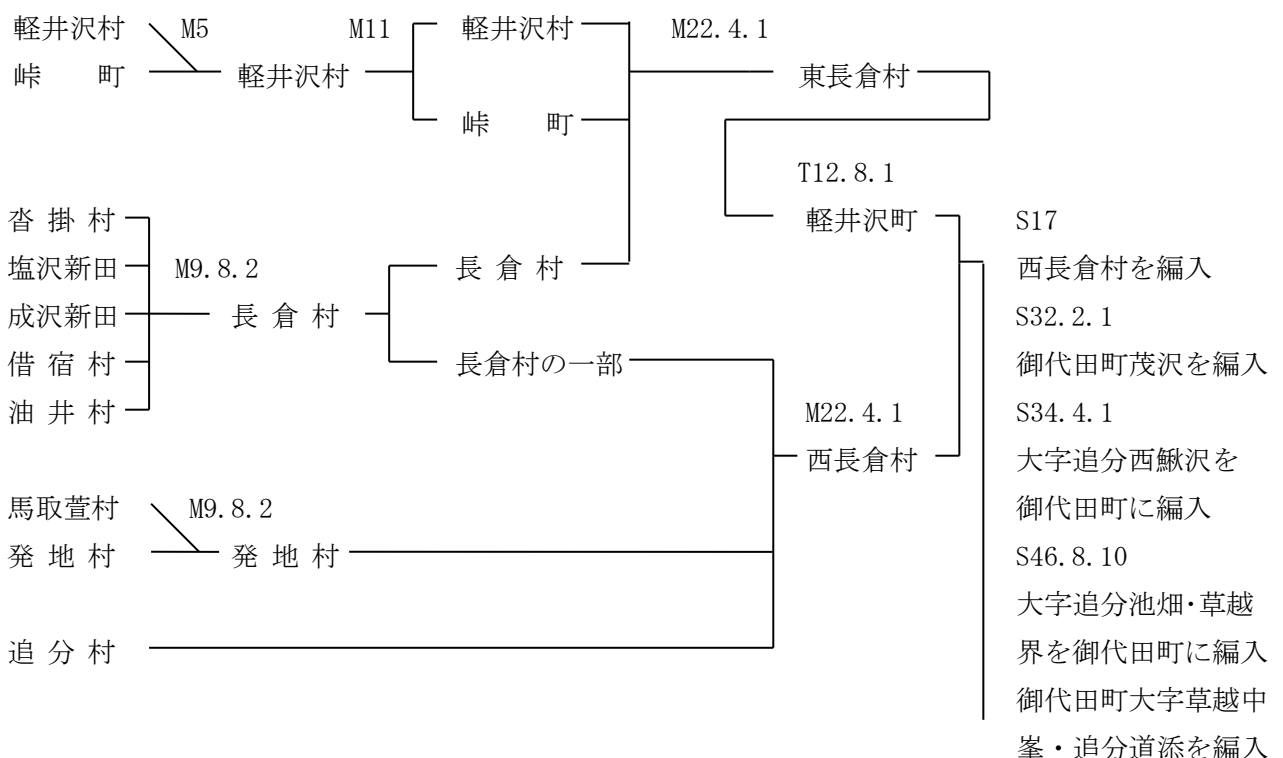 軽井沢村 M5 M11 軽井沢村 M22.4.1
峠 町 軽井沢村 東長倉村
峠 町
T12.8.1
沓 掛 村 軽井沢町 S17
塩沢新田 M9.8.2 長 倉 村 西長倉村を編入
成沢新田 長 倉 村 S32.2.1
借 宿 村 長倉村の一部 御代田町茂沢を編入
油 井 村 M22.4.1 S34.4.1
西長倉村 大字追分西鰍沢を
馬取萱村 M9.8.2 御代田町に編入
発 地 村 発 地 村 S46.8.10
大字追分池畑・草越
追 分 村 界を御代田町に編入
御代田町大字草越中
峯・追分道添を編入